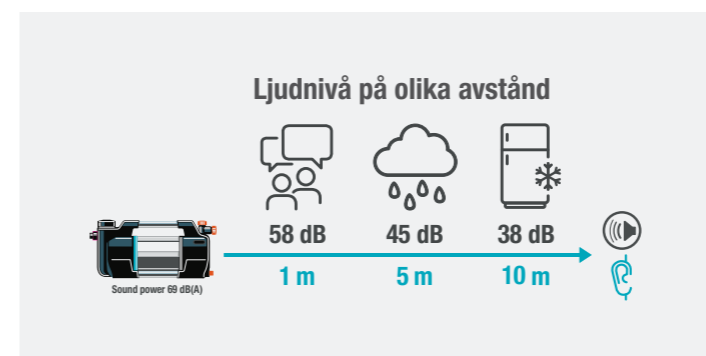 Ljudnivå på olika avstånd
58 dB 45 dB 38 dB
1 m 5 m 10 m
Sound power 69 dB(A)